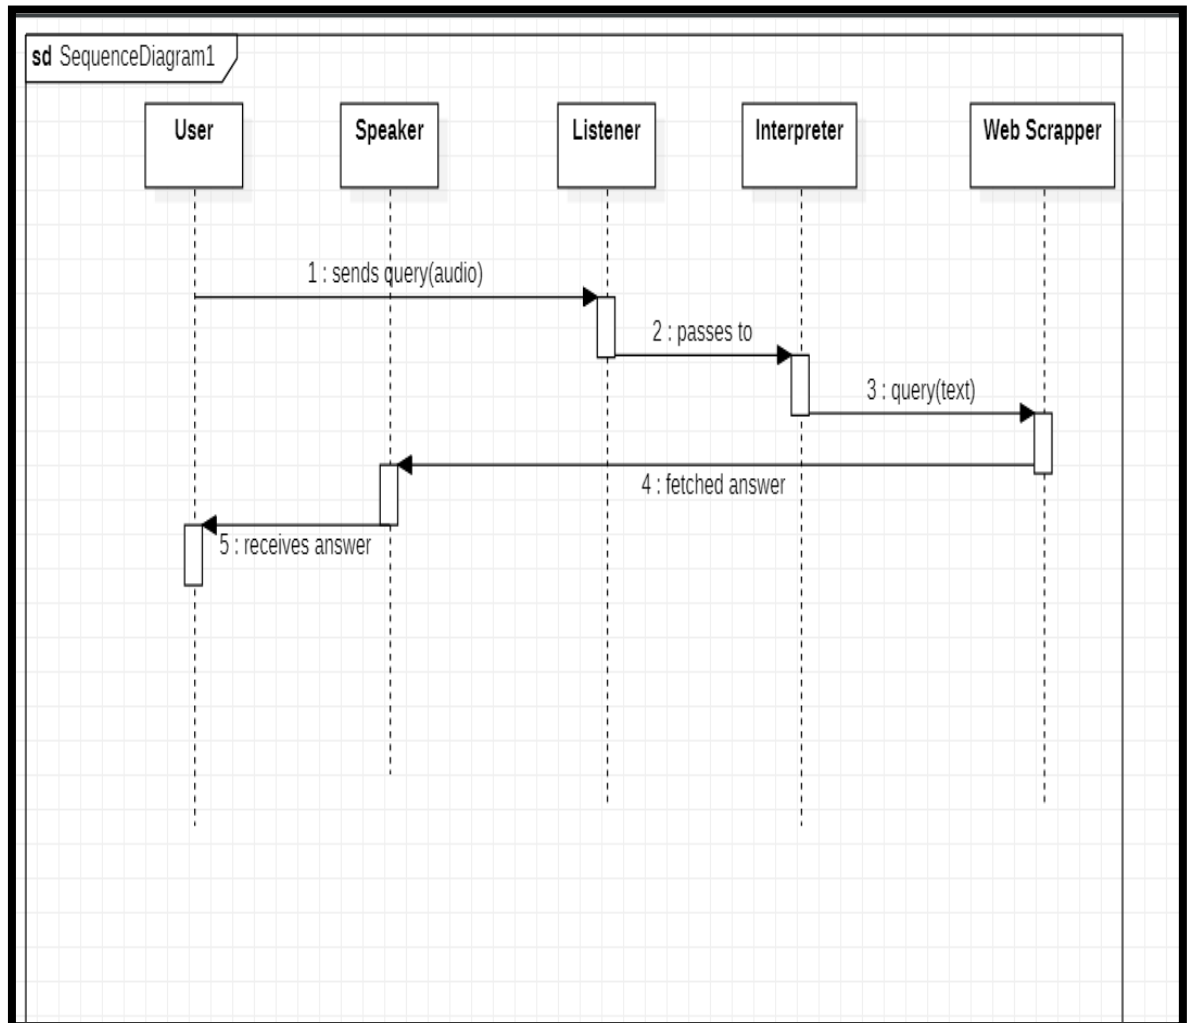 sd SequenceDiagram1
User
Speaker
Listener
Interpreter
Web Scrapper
1 : sends query(audio)
2 : passes to
3 : query(text)
4 : fetched answer
5 : receives answer